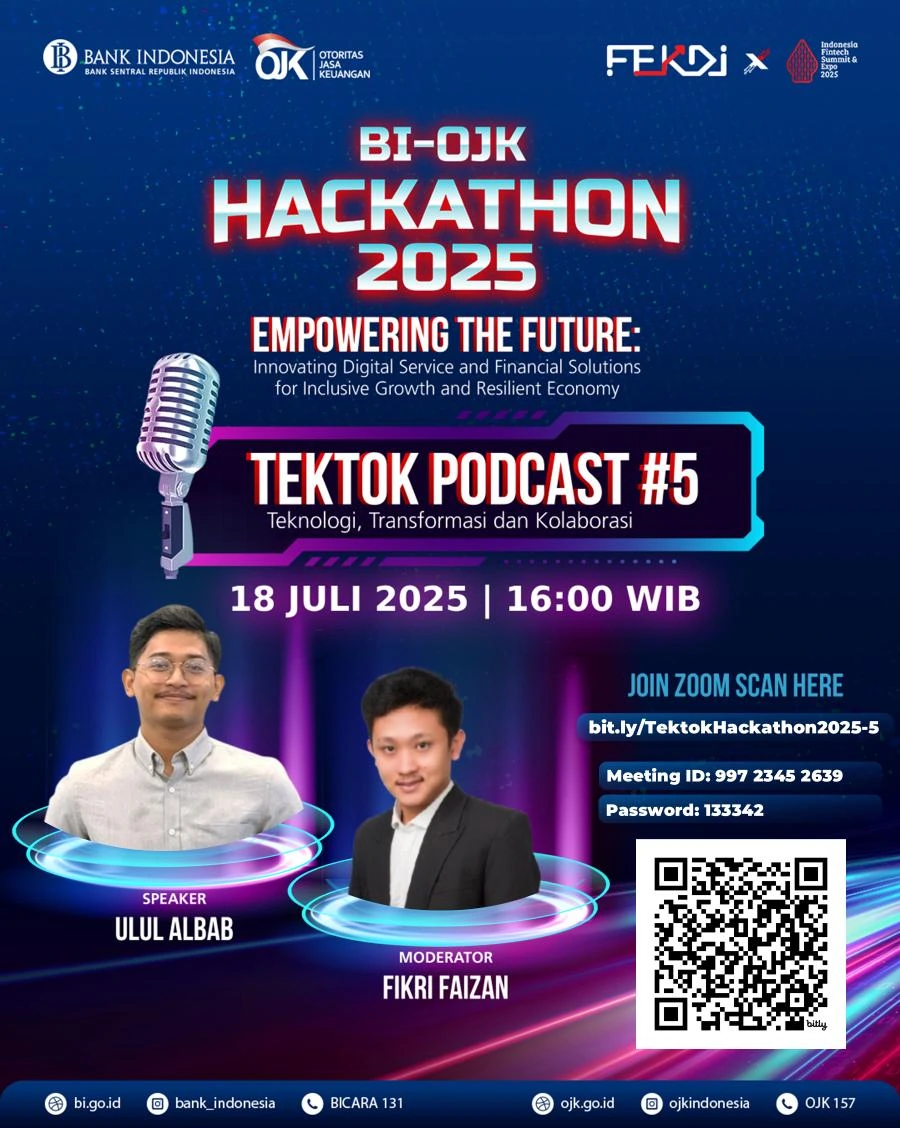 BANK INDONESIA
BANK SENTRAL REPUBLIK INDONESIA
OJK
OTORITAS
JASA
KEUANGAN
FEKDi
X
Indonesia
Fintech
Summit &
Expo
2025
BI-OJK
HACKATHON
2025
EMPOWERING THE FUTURE:
Innovating Digital Service and Financial Solutions
for Inclusive Growth and Resilient Economy
TEKTOK PODCAST #5
Teknologi, Transformasi dan Kolaborasi
18 JULI 2025 | 16:00 WIB
JOIN ZOOM SCAN HERE
bit.ly/TektokHackathon2025-5
Meeting ID: 997 2345 2639
Password: 133342
SPEAKER
ULUL ALBAB
MODERATOR
FIKRI FAIZAN
bitly
bi.go.id
bank_indonesia
BICARA 131
ojk.go.id
ojkindonesia
OJK 157